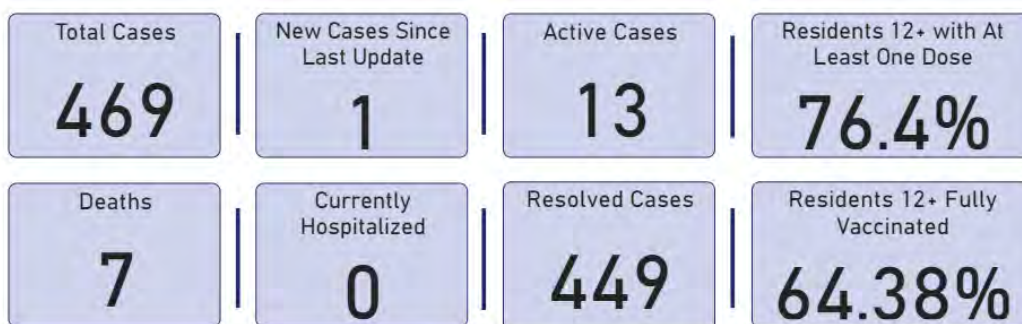 Total Cases
469
New Cases Since
Last Update
1
Active Cases
13
Residents 12+ with At
Least One Dose
76.4%
Deaths
7
Currently
Hospitalized
0
Resolved Cases
449
Residents 12+ Fully
Vaccinated
64.38%